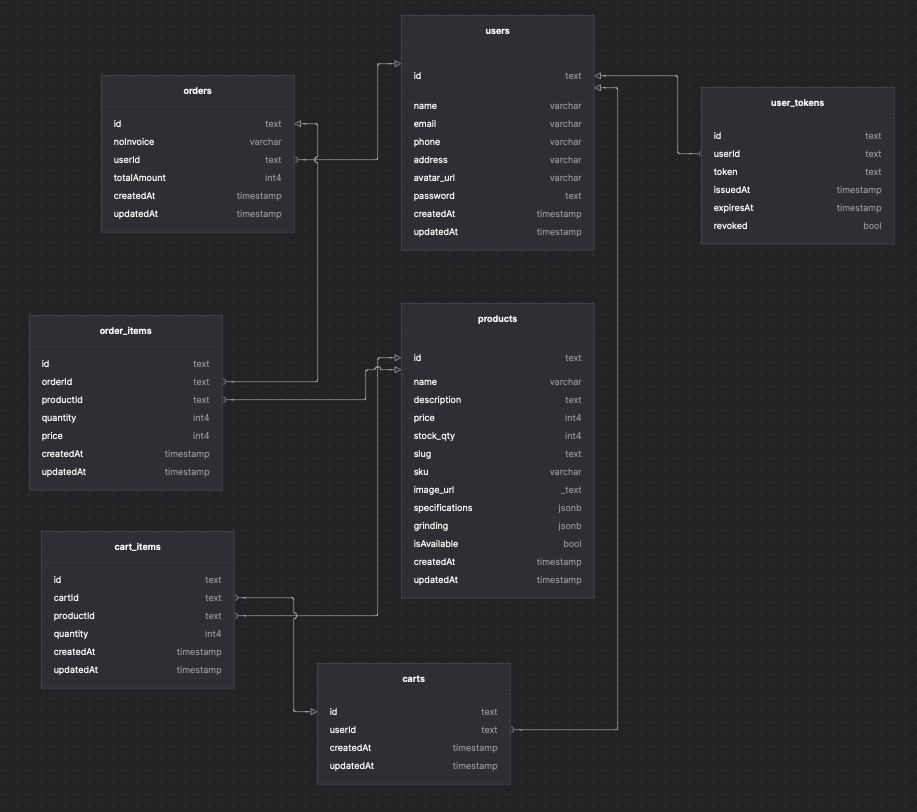 users
id text
name varchar
email varchar
phone varchar
address varchar
avatar_url varchar
password text
createdAt timestamp
updatedAt timestamp
orders
id text
noInvoice varchar
userId text
totalAmount int4
createdAt timestamp
updatedAt timestamp
user_tokens
id text
userId text
token text
issuedAt timestamp
expiresAt timestamp
revoked bool
order_items
id text
orderId text
productId text
quantity int4
price int4
createdAt timestamp
updatedAt timestamp
products
id text
name varchar
description text
price int4
stock_qty int4
slug text
sku varchar
image_url _text
specifications jsonb
grinding jsonb
isAvailable bool
createdAt timestamp
updatedAt timestamp
cart_items
id text
cartId text
productId text
quantity int4
createdAt timestamp
updatedAt timestamp
carts
id text
userId text
createdAt timestamp
updatedAt timestamp